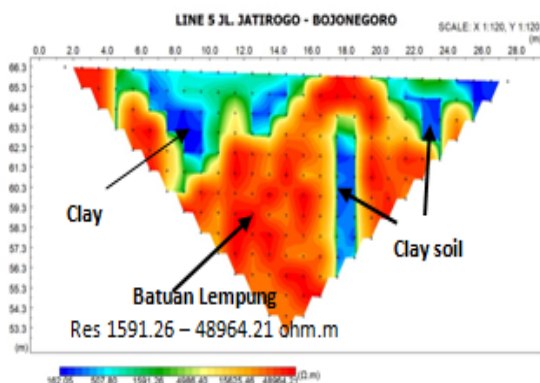 LINE 5 JL. JATIROGO - BOJONEGORO
SCALE: X 1:120, Y 1:120
(m)
0.0 2.0 4.0 6.0 8.0 10.0 12.0 14.0 16.0 18.0 20.0 22.0 24.0 26.0 28.0
66.3
65.3
64.3
63.3
62.3
61.3
60.3
59.3
58.3
57.3
56.3
55.3
54.3
53.3
(m)
Clay
Clay soil
Batuan Lempung
Res 1591.26 – 48964.21 ohm.m
162.05 507.80 1591.26 4986.40 15625.46 48964.21 (Ω.m)